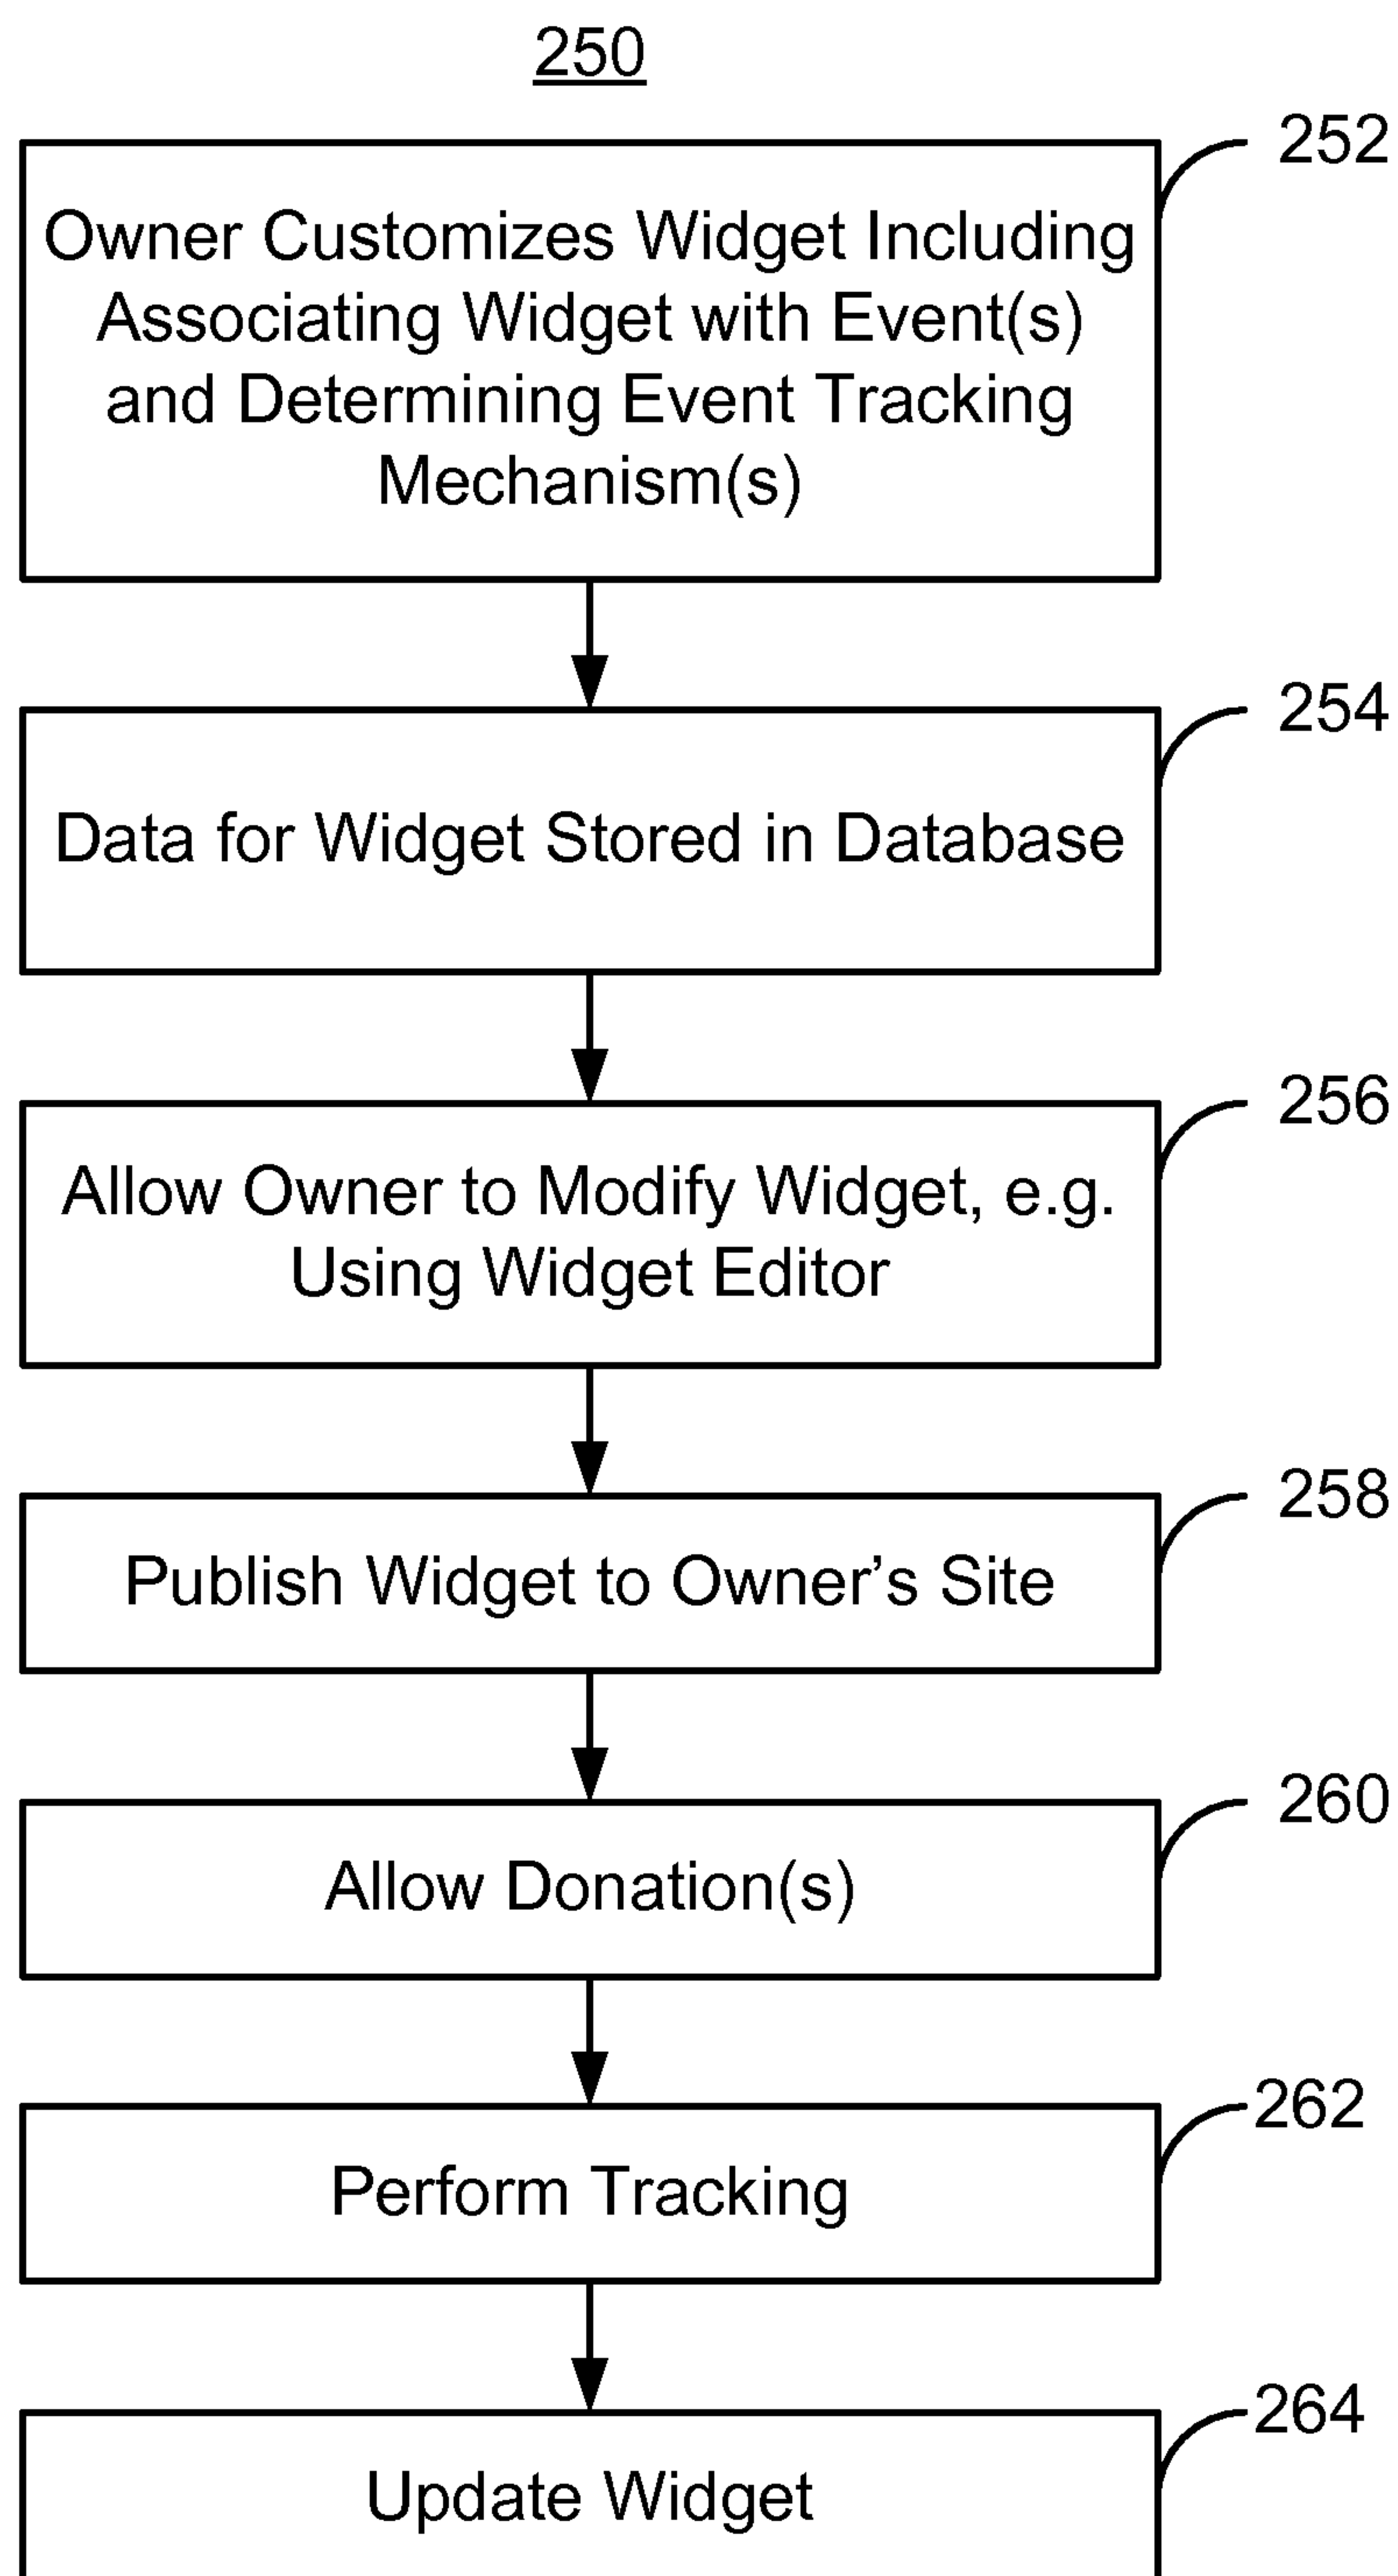 250
252
Owner Customizes Widget Including
Associating Widget with Event(s)
and Determining Event Tracking
Mechanism(s)
254
Data for Widget Stored in Database
256
Allow Owner to Modify Widget, e.g.
Using Widget Editor
258
Publish Widget to Owner’s Site
260
Allow Donation(s)
262
Perform Tracking
264
Update Widget